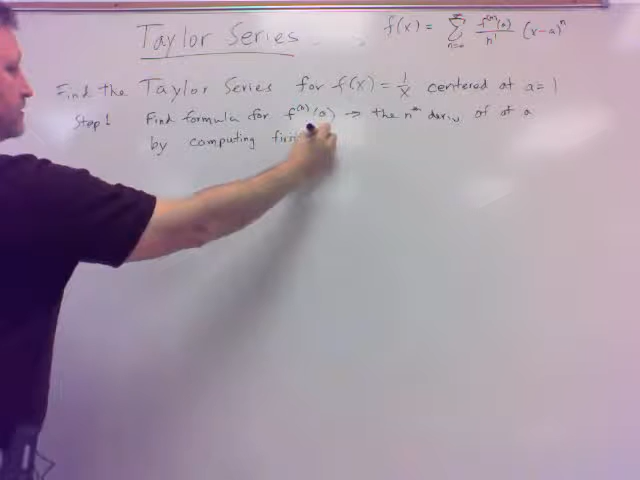 Taylor Series
f(x) = ∞ Σ n=0 f^(n)(a) / n! (x-a)^n
Find the Taylor Series for f(x) = 1/x centered at a = 1
Step 1 Find formula for f^(n)(a) → the n^th deriv of at a
by computing first